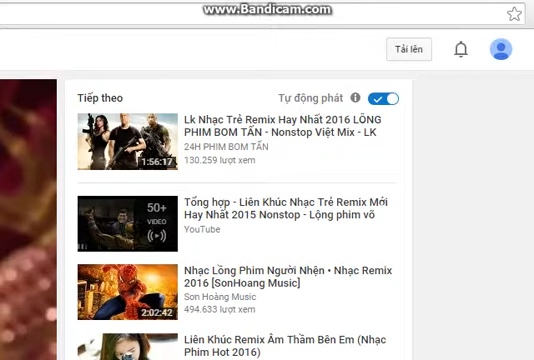 www.Bandicam.com
Tải lên
Tiếp theo
Tự động phát
Lk Nhạc Trẻ Remix Hay Nhất 2016 LỒNG
PHIM BOM TẤN - Nonstop Việt Mix - LK
24H PHIM BOM TẤN
130.259 lượt xem
1:56:17
Tổng hợp - Liên Khúc Nhạc Trẻ Remix Mới
Hay Nhất 2015 Nonstop - Lộng phim võ
YouTube
50+
VIDEO
Nhạc Lồng Phim Người Nhện • Nhạc Remix
2016 [SonHoang Music]
Sơn Hoàng Music
494.633 lượt xem
2:02:42
Liên Khúc Remix Âm Thầm Bên Em (Nhạc
Phim Hot 2016)